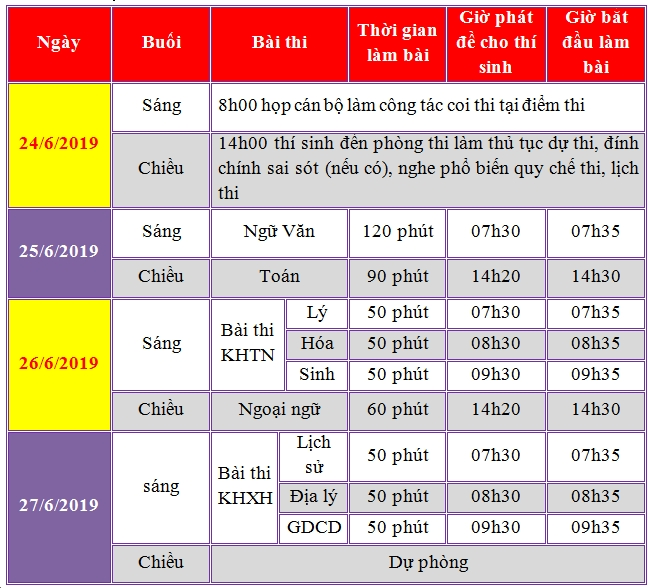 Ngày Buổi Bài thi Thời gian làm bài Giờ phát đề cho thí sinh Giờ bắt đầu làm bài
24/6/2019
Sáng 8h00 họp cán bộ làm công tác coi thi tại điểm thi
Chiều 14h00 thí sinh đến phòng thi làm thủ tục dự thi, đính
chính sai sót (nếu có), nghe phổ biến quy chế thi, lịch
thi
25/6/2019
Sáng Ngữ Văn 120 phút 07h30 07h35
Chiều Toán 90 phút 14h20 14h30
26/6/2019
Sáng Bài thi KHTN
Lý 50 phút 07h30 07h35
Hóa 50 phút 08h30 08h35
Sinh 50 phút 09h30 09h35
Chiều Ngoại ngữ 60 phút 14h20 14h30
27/6/2019
sáng Bài thi KHXH
Lịch sử 50 phút 07h30 07h35
Địa lý 50 phút 08h30 08h35
GDCD 50 phút 09h30 09h35
Chiều Dự phòng